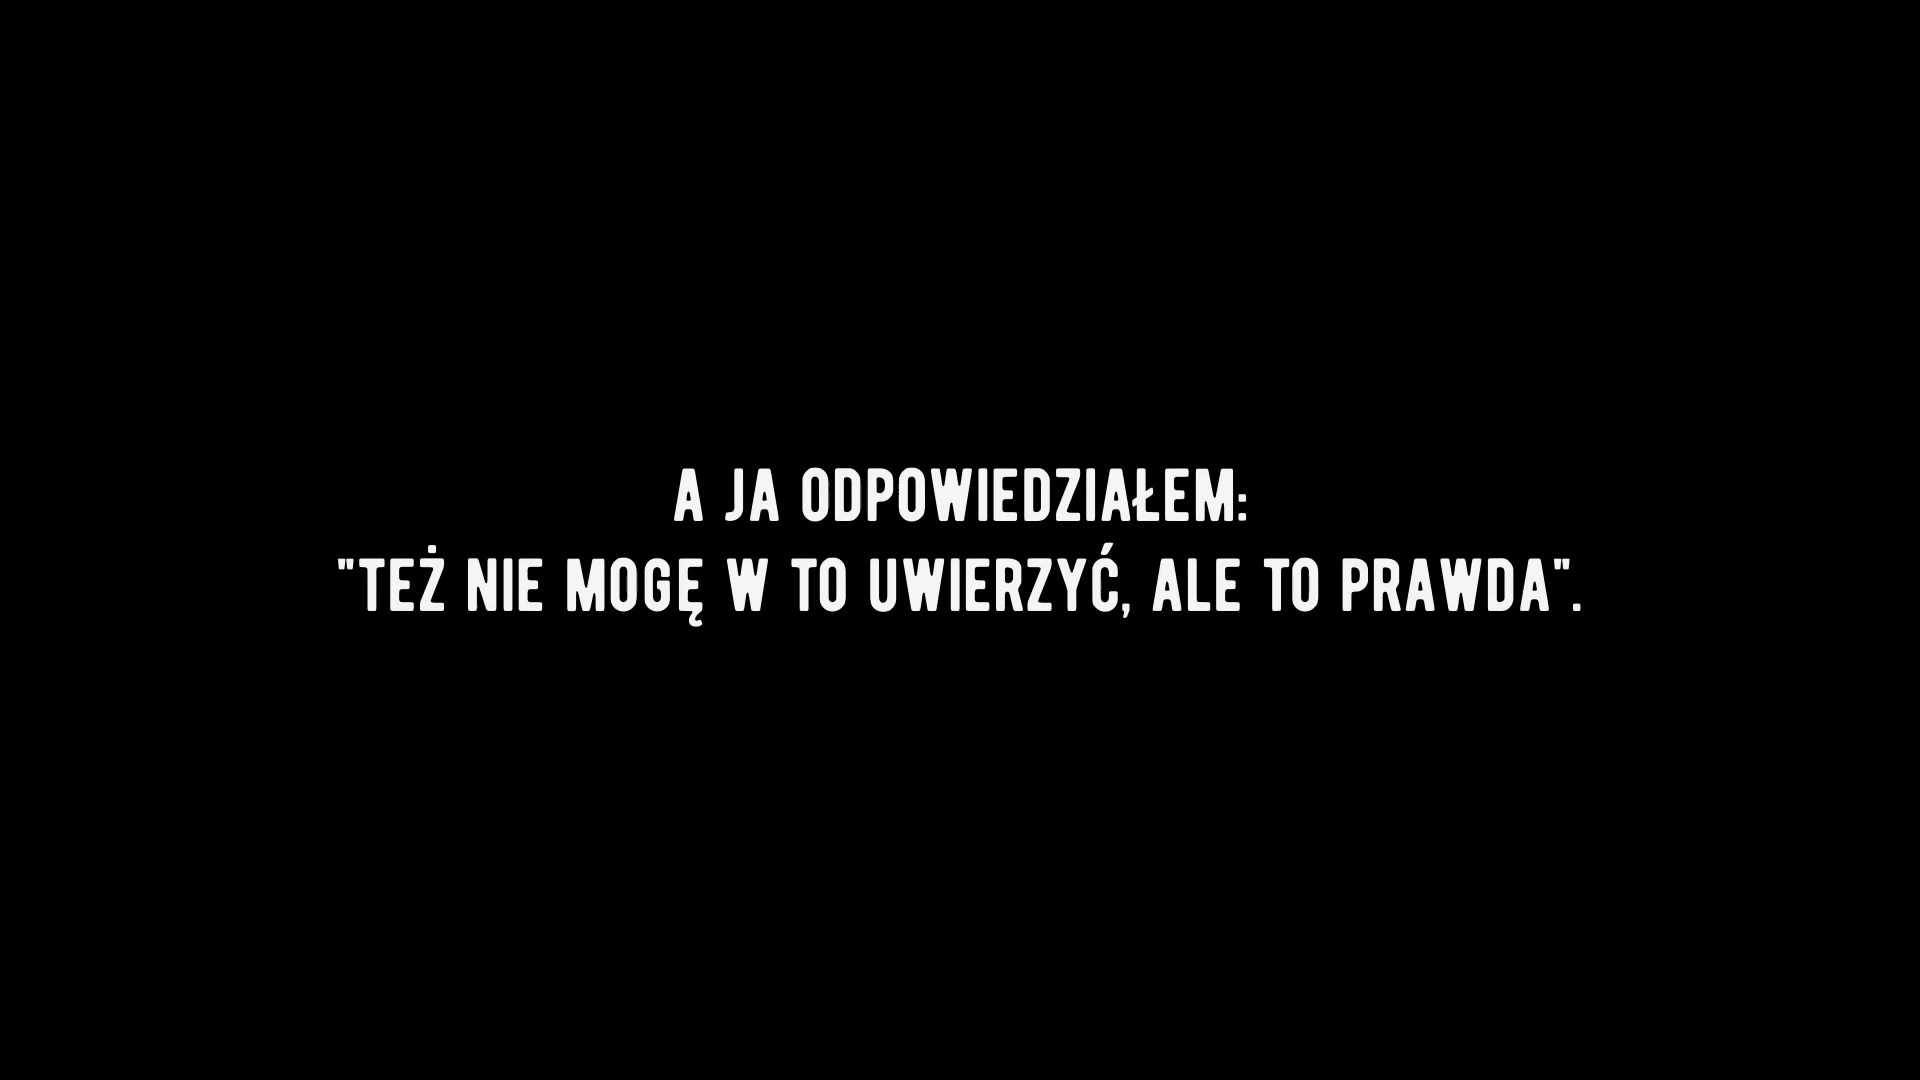 A JA ODPOWIEDZIAŁEM:
"TEŻ NIE MOGĘ W TO UWIERZYĆ, ALE TO PRAWDA".